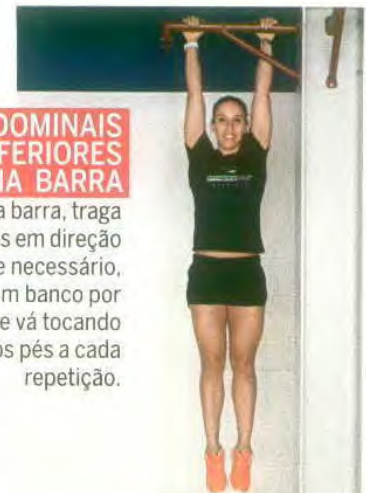 DOMINAIS
FERIORES
NA BARRA
a barra, traga
s em direção
e necessário,
m banco por
e vá tocando
os pés a cada
repetição.